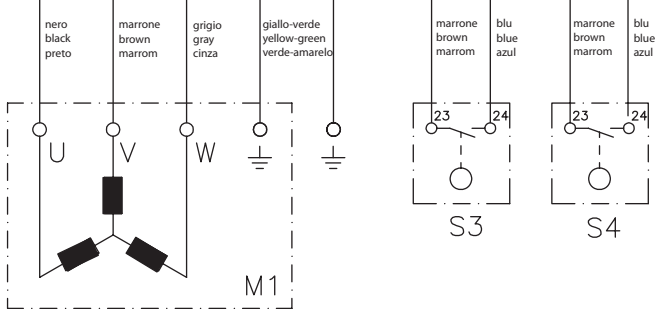 nero
black
preto
marrone
brown
marrom
grigio
gray
cinza
giallo-verde
yellow-green
verde-amarelo
marrone
brown
marrom
blu
blue
azul
marrone
brown
marrom
blu
blue
azul
23
24
23
24
U
V
W
S3
S4
M1